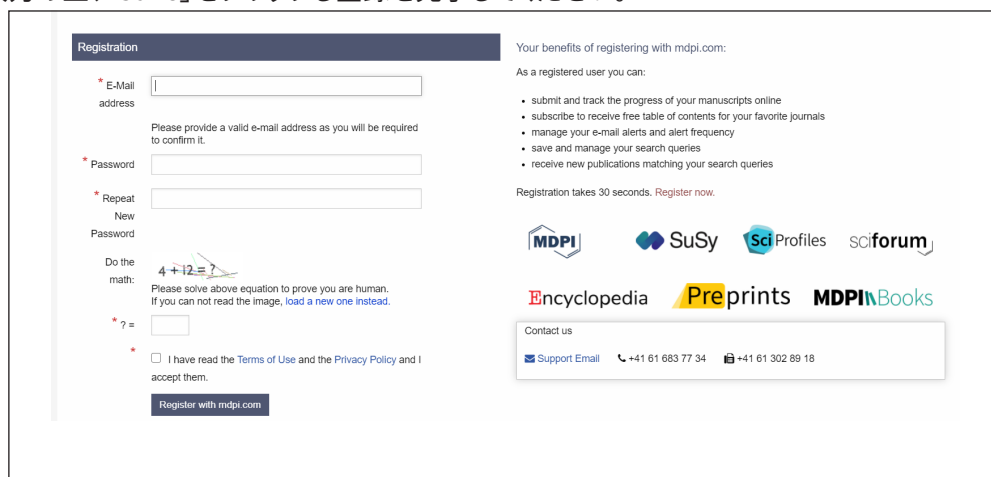 Registration
* E-Mail address
Please provide a valid e-mail address as you will be required
to confirm it.
* Password
* Repeat
New
Password
Do the
math:
4 + 12 = ?
Please solve above equation to prove you are human.
If you can not read the image, load a new one instead.
* ? =
*
I have read the Terms of Use and the Privacy Policy and I
accept them.
Register with mdpi.com
Your benefits of registering with mdpi.com:
As a registered user you can:
• submit and track the progress of your manuscripts online
• subscribe to receive free table of contents for your favorite journals
• manage your e-mail alerts and alert frequency
• save and manage your search queries
• receive new publications matching your search queries
Registration takes 30 seconds. Register now.
MDPI SuSy SciProfiles sciforum
Encyclopedia Preprints MDPI Books
Contact us
Support Email +41 61 683 77 34 +41 61 302 89 18